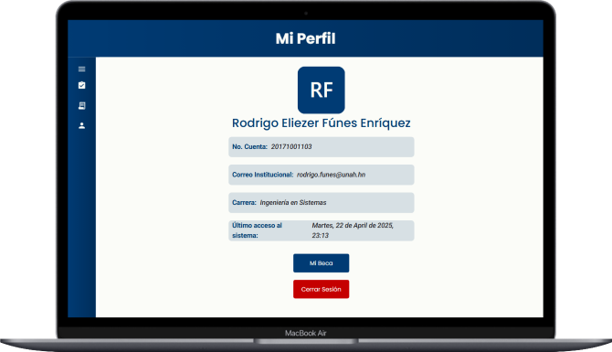 Mi Perfil
RF
Rodrigo Eliezer Fúnes Enríquez
No. Cuenta: 20171001103
Correo Institucional: rodrigo.funes@unah.hn
Carrera: Ingeniería en Sistemas
Último acceso al sistema: Martes, 22 de Abril de 2025, 23:13
Mi Beca
Cerrar Sesión
MacBook Air